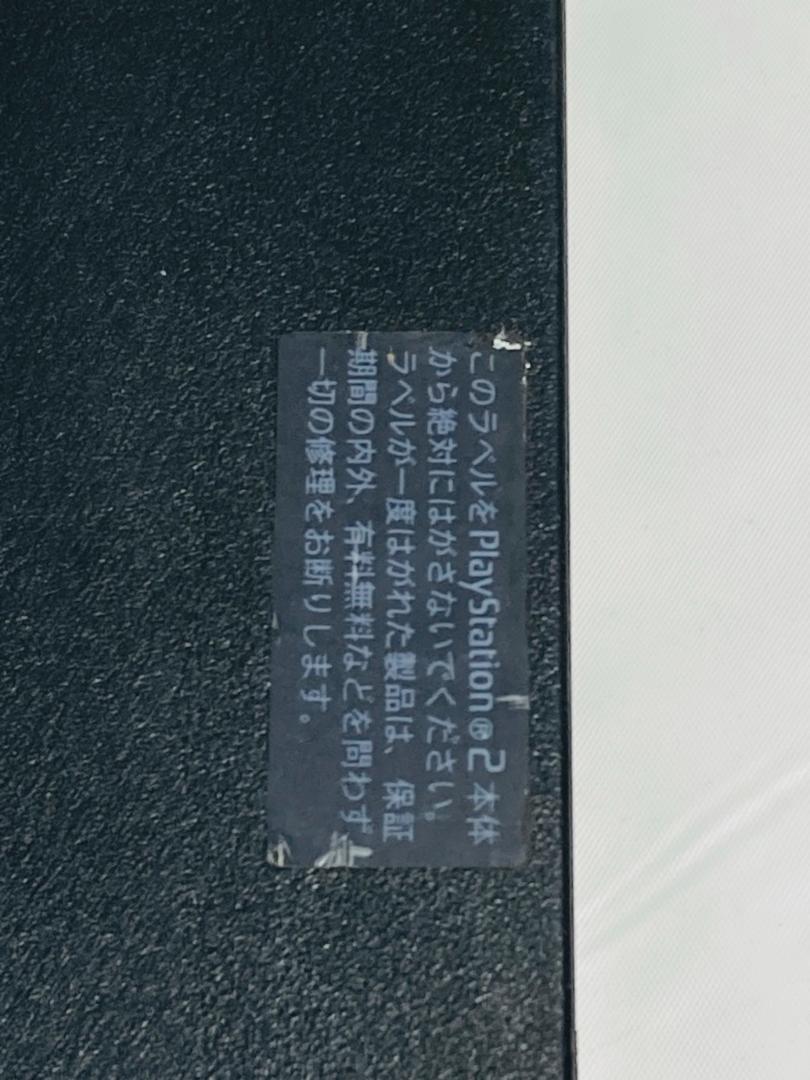 このラベルをPlayStation®2本体
から絶対にはがさないでください。
ラベルが一度はがれた製品は、保証
期間の内外、有料無料などを問わず
一切の修理をお断りします。